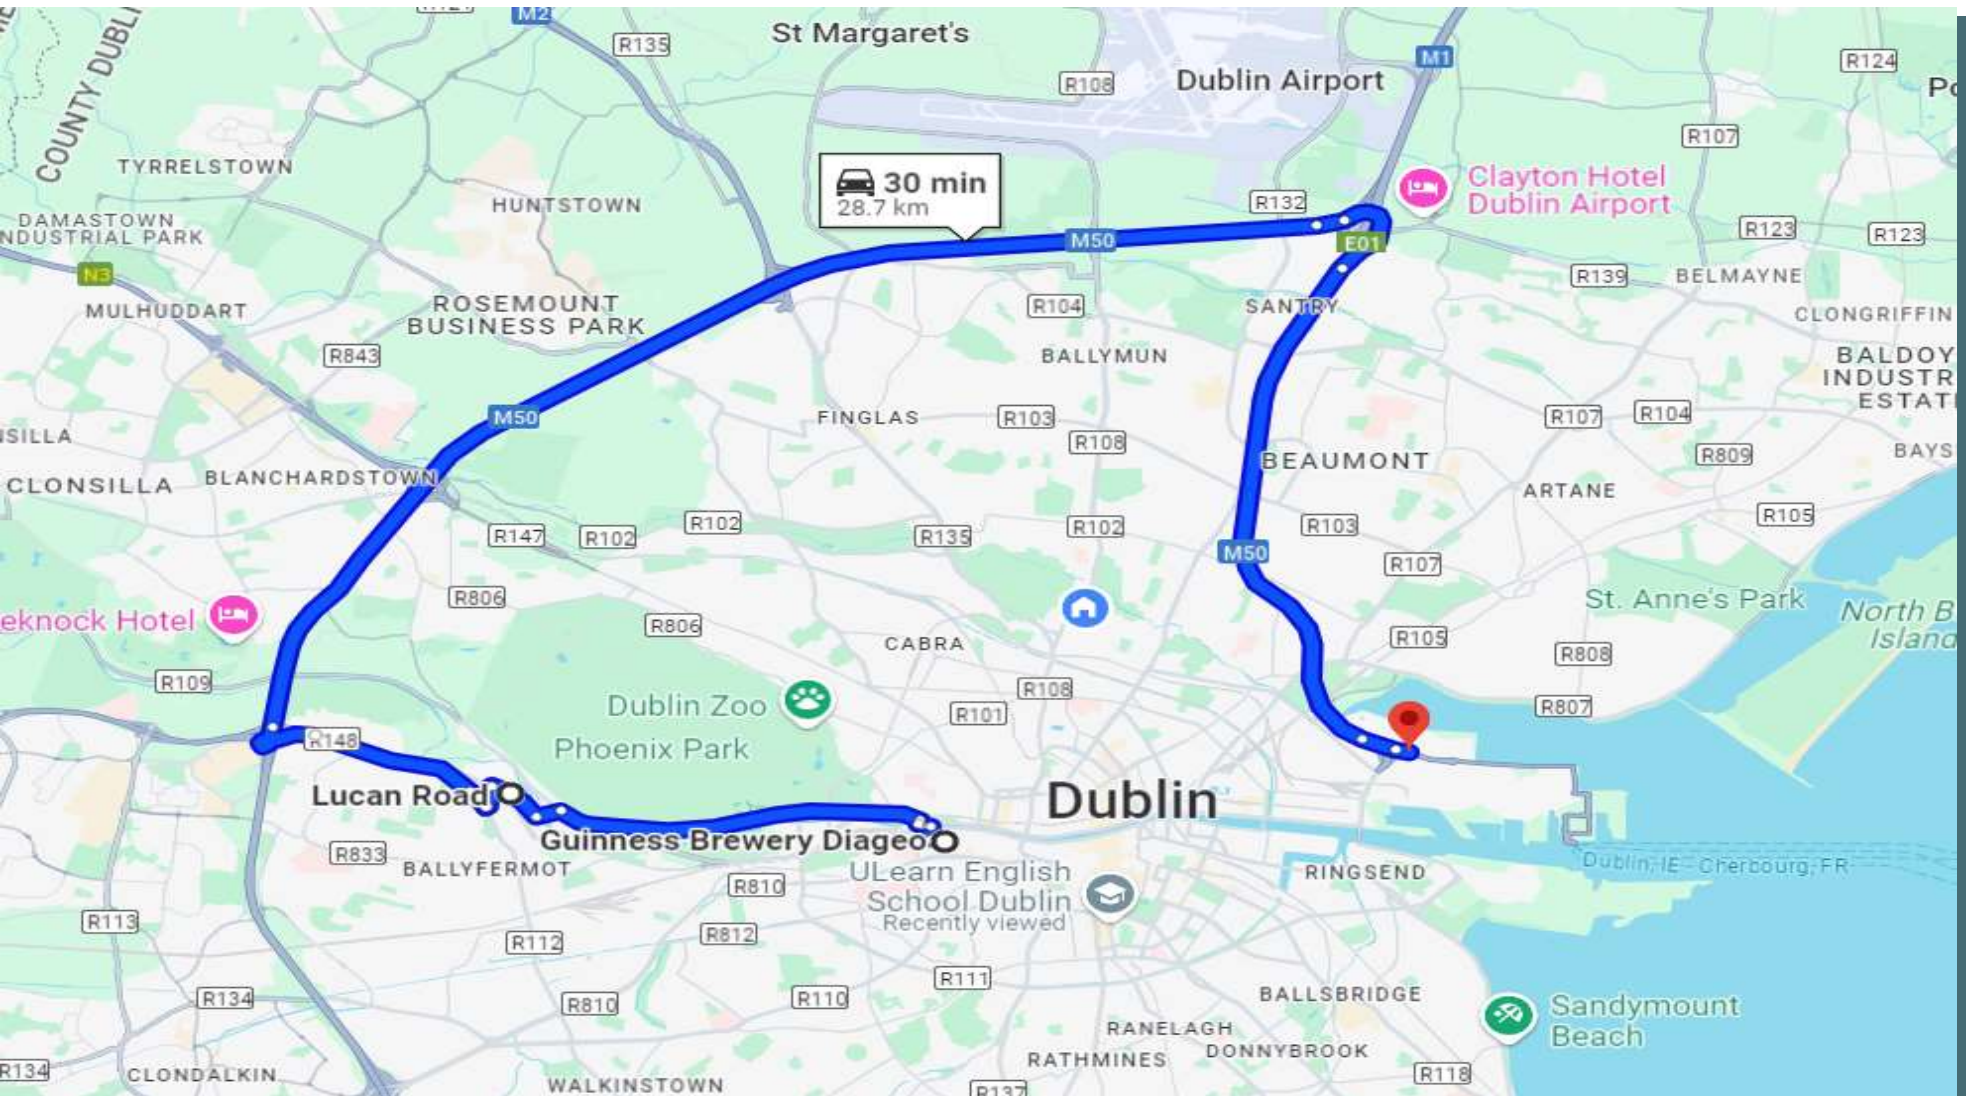 M2
R135
St Margaret's
M1
R124
COUNTY DUBLI
R108
Dublin Airport
R107
TYRRELSTOWN
30 min
28.7 km
Clayton Hotel
Dublin Airport
HUNTSTOWN
R132
DAMASTOWN
NDUSTRIAL PARK
M50
E01
R123
R123
N3
R139
BELMAYNE
MULHUDDART
ROSEMOUNT
BUSINESS PARK
R104
SANTRY
CLONGRIFFIN
R843
BALLYMUN
BALDOY
INDUSTR
ESTAT
M50
FINGLAS
R103
R107
R104
NSILLA
R108
BEAUMONT
R809
BAYS
CLONSILLA
BLANCHARDSTOWN
ARTANE
R147
R102
R102
R135
R102
R103
R105
M50
R107
eknock Hotel
R806
R806
CABRA
R105
St. Anne's Park
North B
Island
R808
R109
Dublin Zoo
R108
R101
R807
R148
Phoenix Park
Lucan Road
Dublin
Guinness Brewery Diageo
R833
BALLYFERMOT
R810
ULearn English
School Dublin
Recently viewed
RINGSEND
Dublin, IE - Cherbourg, FR
R113
R112
R812
R111
R134
R810
R110
BALLSBRIDGE
Sandymount
Beach
RANELAGH
RATHMINES
DONNYBROOK
R134
CLONDALKIN
WALKINSTOWN
R118
R137